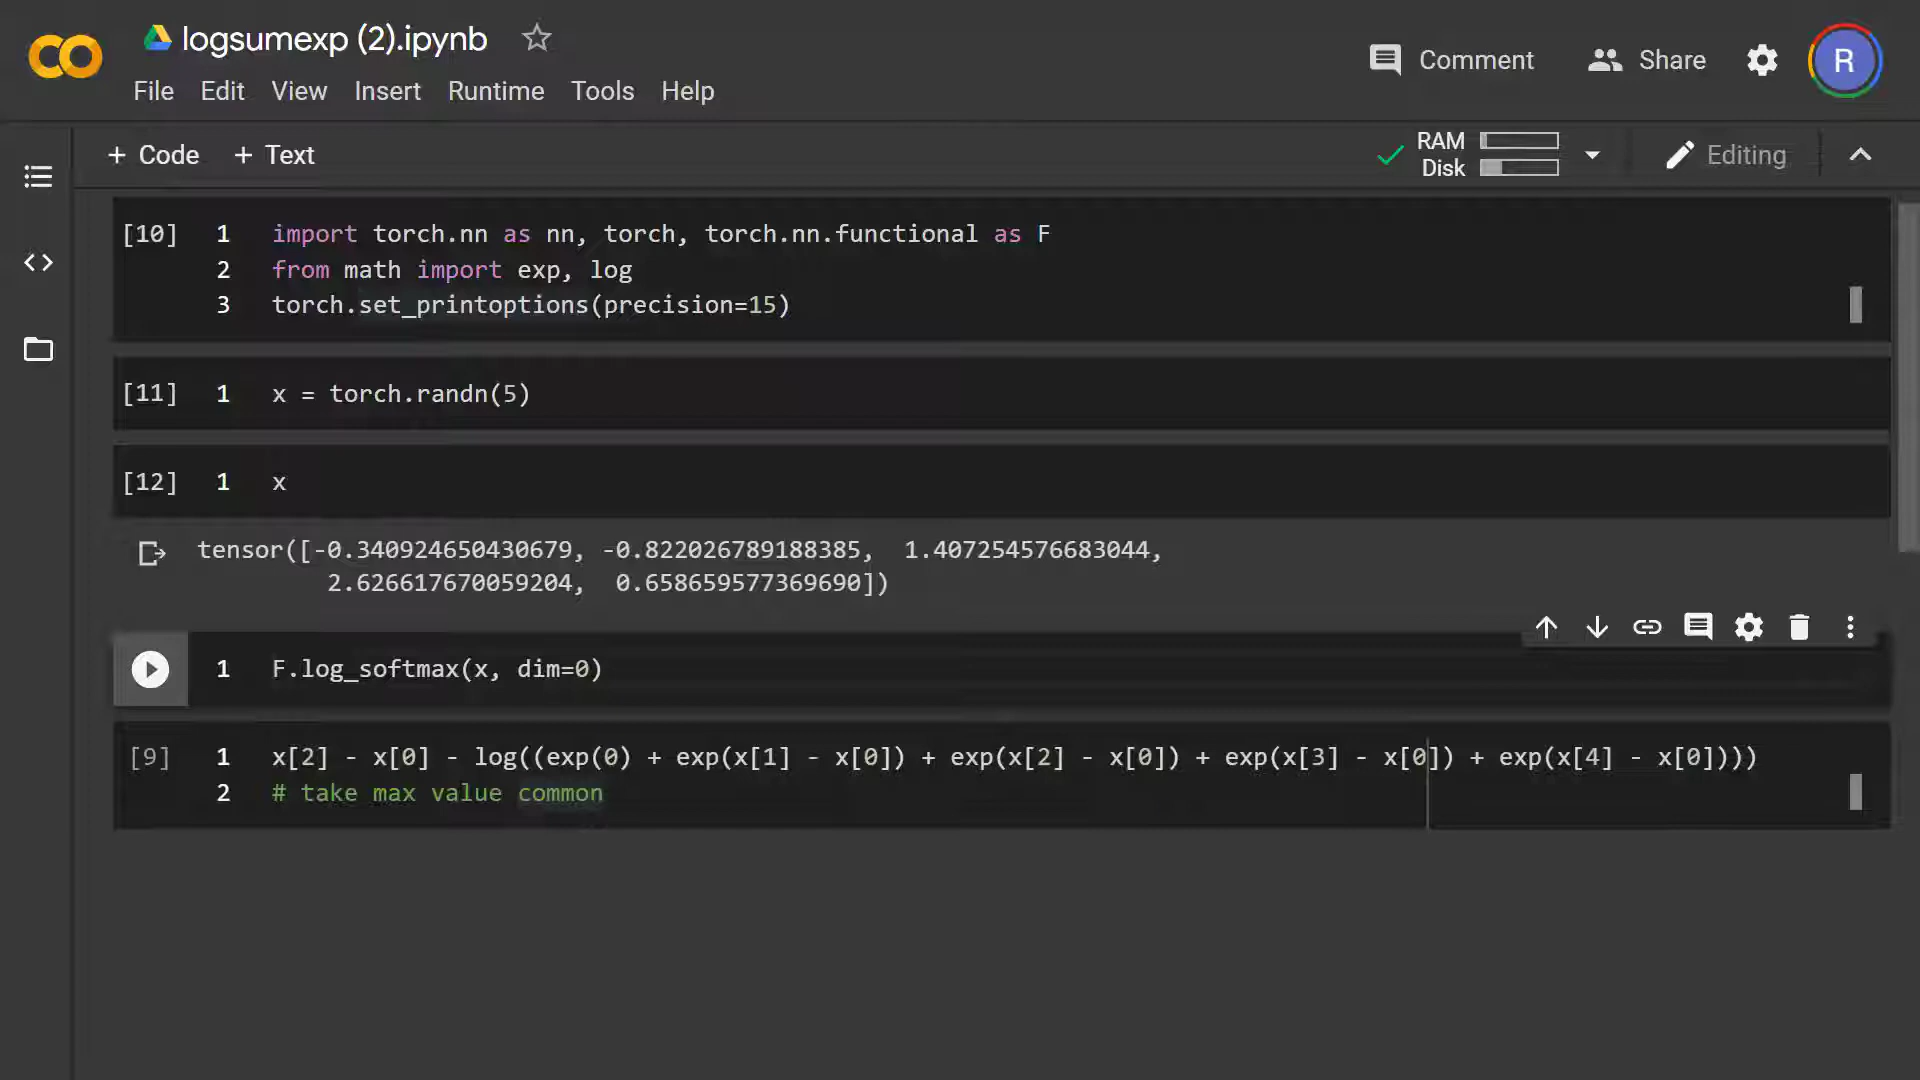 logsumexp (2).ipynb
Comment Share R
File Edit View Insert Runtime Tools Help
+ Code + Text
RAM
Disk
Editing
[10] 1 import torch.nn as nn, torch, torch.nn.functional as F
2 from math import exp, log
3 torch.set_printoptions(precision=15)
[11] 1 x = torch.randn(5)
[12] 1 x
tensor([-0.340924650430679, -0.822026789188385, 1.407254576683044,
2.626617670059204, 0.658659577369690])
1 F.log_softmax(x, dim=0)
[9] 1 x[2] - x[0] - log((exp(0) + exp(x[1] - x[0]) + exp(x[2] - x[0]) + exp(x[3] - x[0]) + exp(x[4] - x[0])))
2 # take max value common